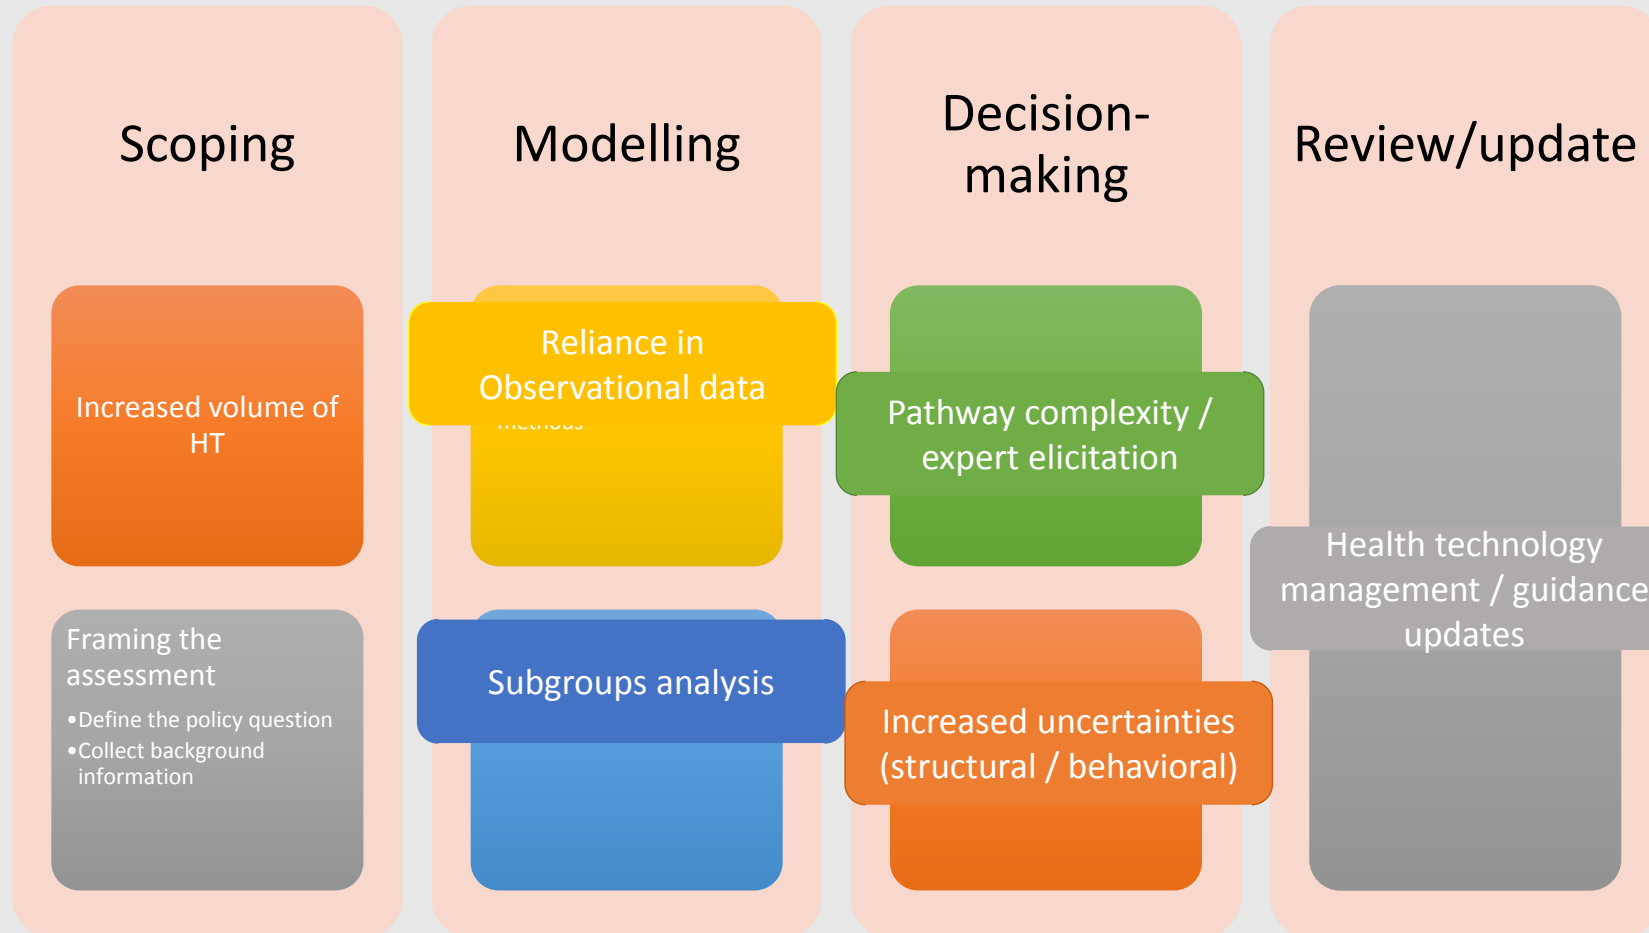 Scoping
Increased volume of
HT
Framing the
assessment
•Define the policy question
•Collect background
information
Modelling
Reliance in
Observational data
methods
Subgroups analysis
Decision-
making
Pathway complexity /
expert elicitation
Increased uncertainties
(structural / behavioral)
Review/update
Health technology
management / guidance
updates